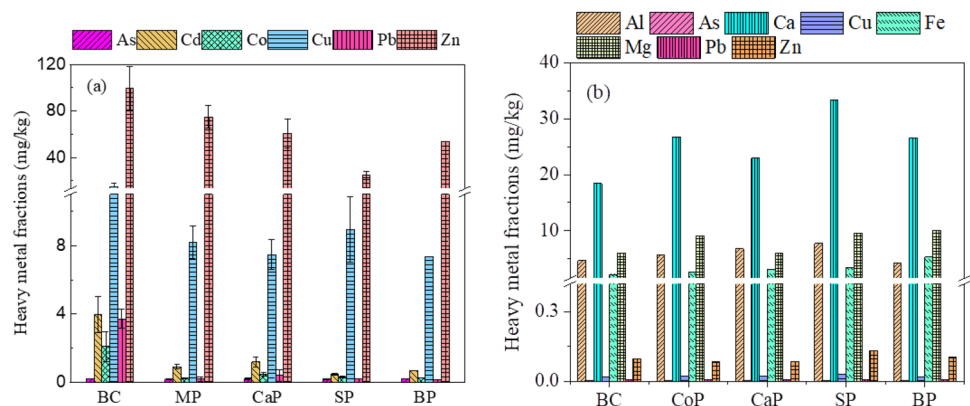 As Cd Co Cu Pb Zn
(a)
Heavy metal fractions (mg/kg)
120
80
40
8
4
0
BC MP CaP SP BP
Al As Ca Cu Fe
Mg Pb Zn
(b)
Heavy metal fractions (mg/kg)
40
30
20
10
0.3
0.0
BC CoP CaP SP BP